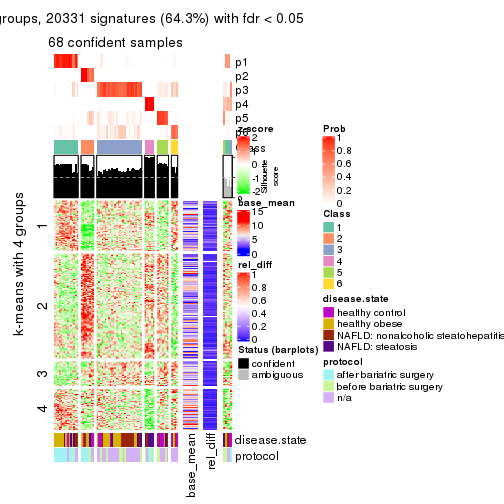 groups, 20331 signatures (64.3%) with fdr < 0.05
68 confident samples
p1
p2
p3
p4
p5
z-score
2
1
0
-1
-2
Silhouette
score
base_mean
15
10
5
0
rel_diff
1
0.8
0.6
0.4
0.2
0
Status (barplots)
confident
ambiguous
Prob
1
0.8
0.6
0.4
0.2
0
Class
1
2
3
4
5
6
disease.state
healthy control
healthy obese
NAFLD: nonalcoholic steatohepatitis
NAFLD: steatosis
protocol
after bariatric surgery
before bariatric surgery
n/a
k-means with 4 groups
1
2
3
4
disease.state
protocol
base_mean
rel_diff